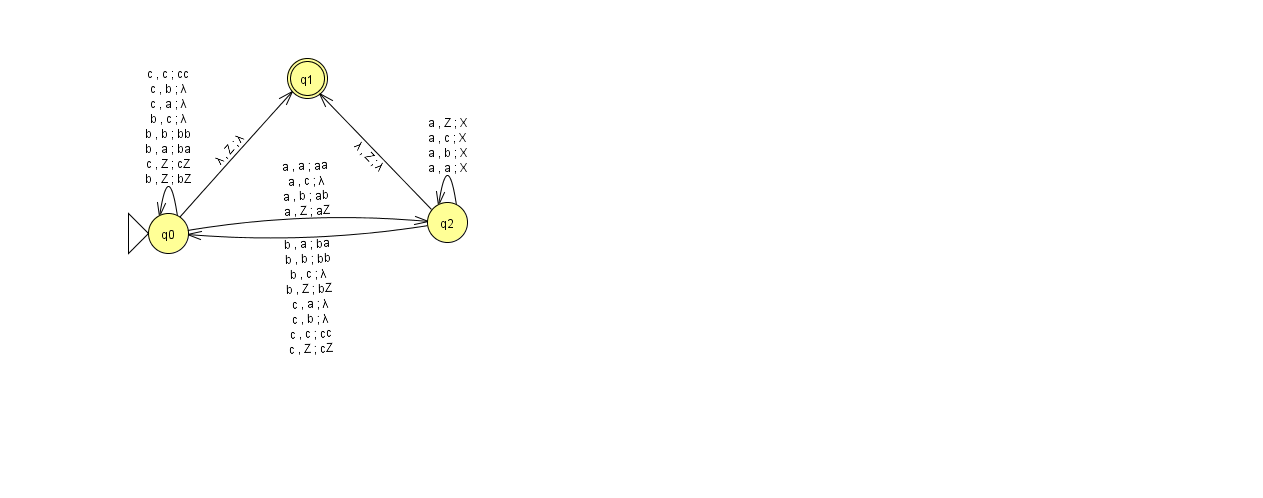 q1
c , c ; cc
c , b ; λ
c , a ; λ
b , c ; λ
b , b ; bb
b , a ; ba
c , Z ; cZ
b , Z ; bZ
λ , Z ; λ
λ , Z ; λ
a , Z ; X
a , c ; X
a , b ; X
a , a ; X
a , a ; aa
a , c ; λ
a , b ; ab
a , Z ; aZ
q0
q2
b , a ; ba
b , b ; bb
b , c ; λ
b , Z ; bZ
c , a ; λ
c , b ; λ
c , c ; cc
c , Z ; cZ